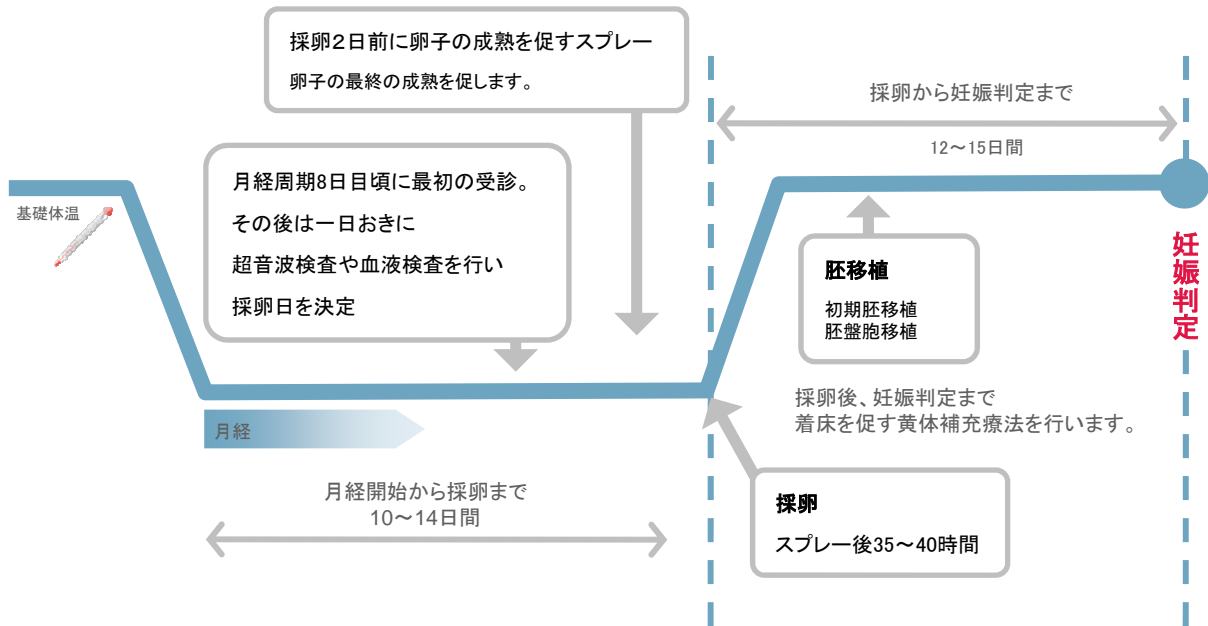 採卵2日前に卵子の成熟を促すスプレー
卵子の最終の成熟を促します。
採卵から妊娠判定まで
12～15日間
月経周期8日目頃に最初の受診。
その後は一日おきに
超音波検査や血液検査を行い
採卵日を決定
基礎体温
胚移植
初期胚移植
胚盤胞移植
妊娠判定
採卵後、妊娠判定まで
着床を促す黄体補充療法を行います。
月経
月経開始から採卵まで
10～14日間
採卵
スプレー後35～40時間